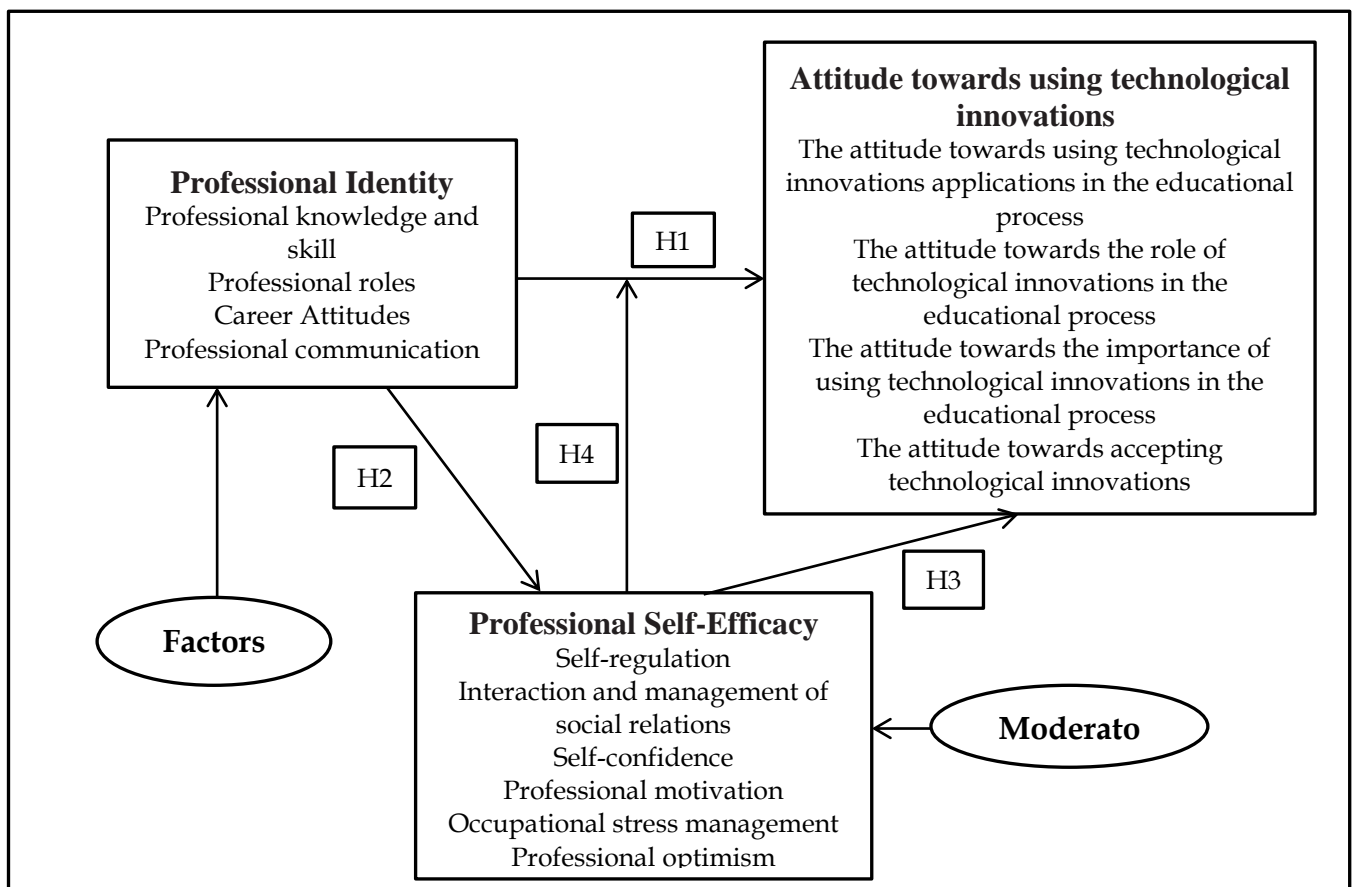 Attitude towards using technological
innovations
The attitude towards using technological
innovations applications in the educational
process
The attitude towards the role of
technological innovations in the
educational process
The attitude towards the importance of
using technological innovations in the
educational process
The attitude towards accepting
technological innovations
Professional Identity
Professional knowledge and
skill
Professional roles
Career Attitudes
Professional communication
H1
H2
H4
H3
Factors
Professional Self-Efficacy
Self-regulation
Interaction and management of
social relations
Self-confidence
Professional motivation
Occupational stress management
Professional optimism
Moderato